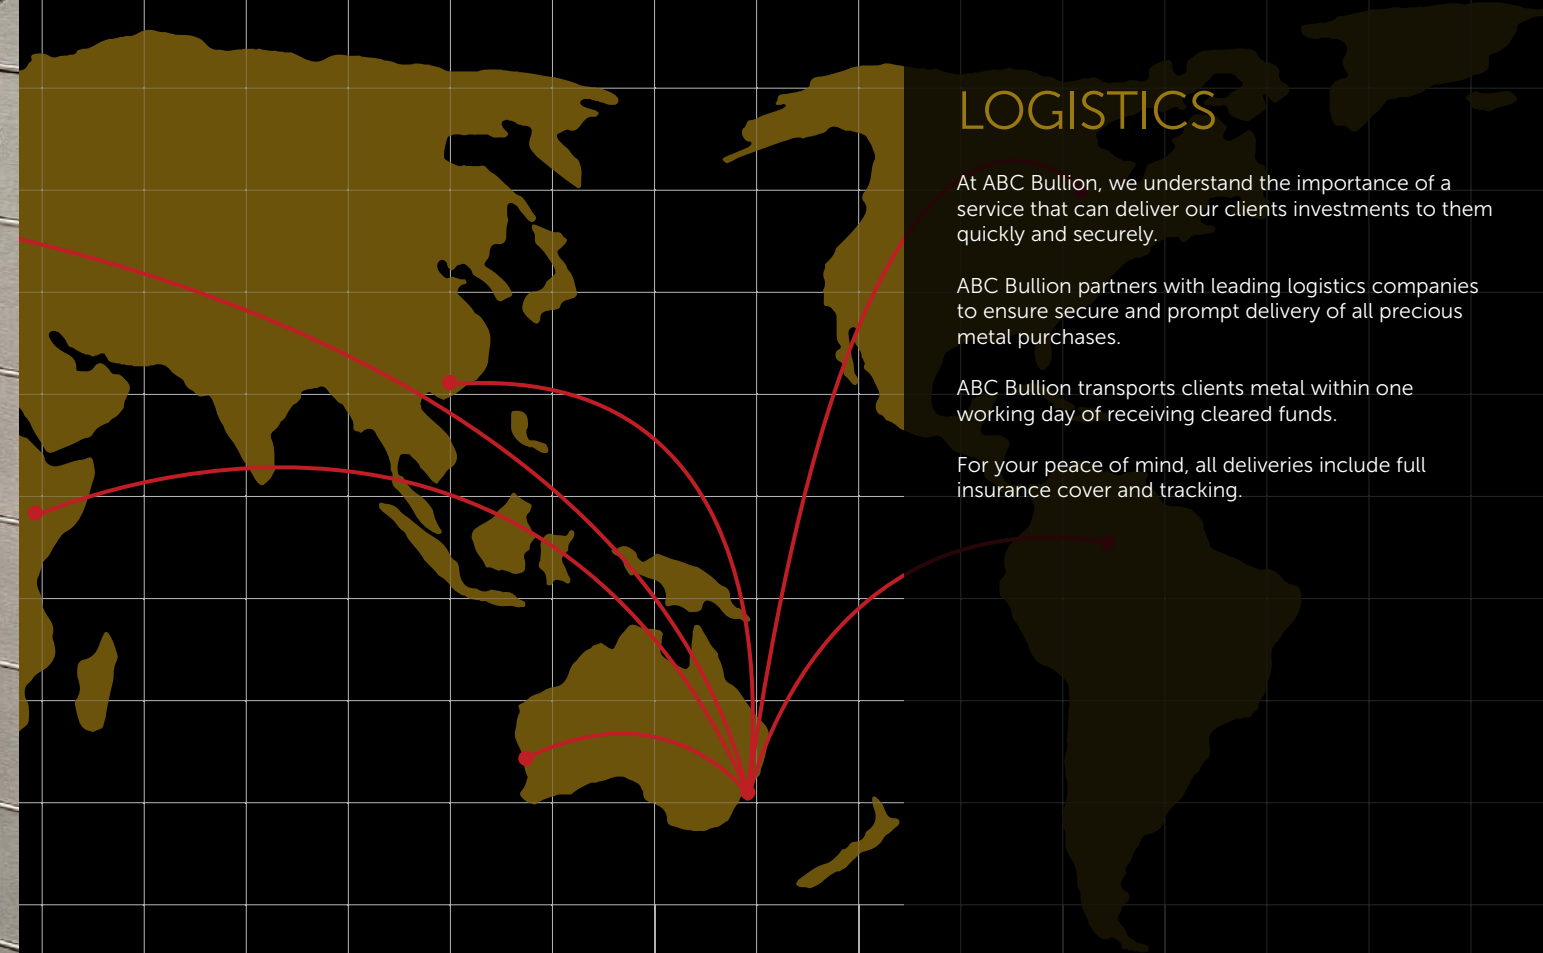 LOGISTICS
At ABC Bullion, we understand the importance of a
service that can deliver our clients investments to them
quickly and securely.
ABC Bullion partners with leading logistics companies
to ensure secure and prompt delivery of all precious
metal purchases.
ABC Bullion transports clients metal within one
working day of receiving cleared funds.
For your peace of mind, all deliveries include full
insurance cover and tracking.